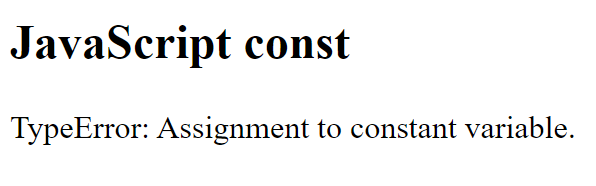 JavaScript const
TypeError: Assignment to constant variable.